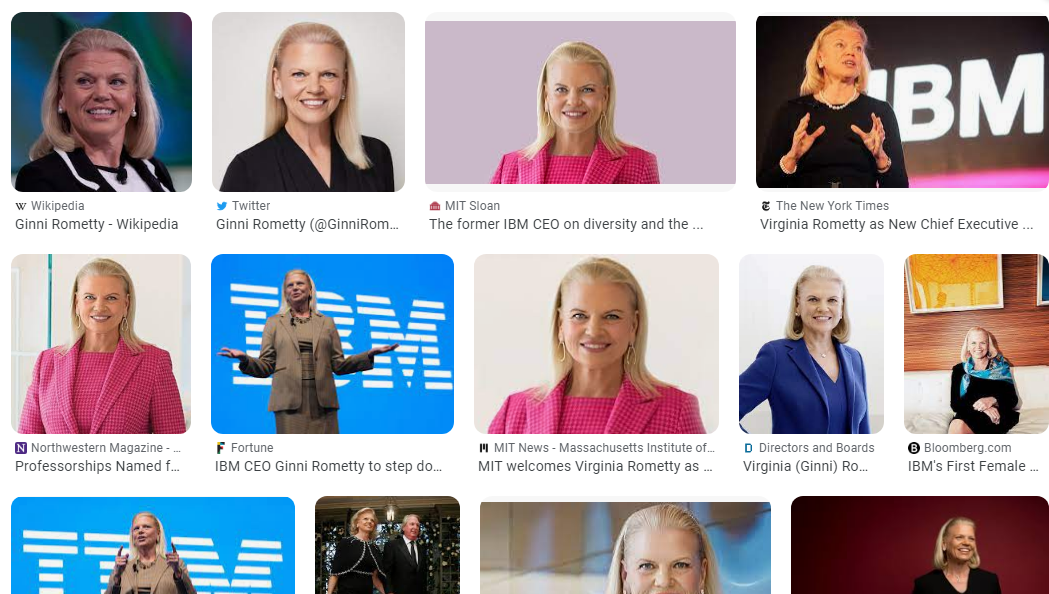 IBM
W Wikipedia
Ginni Rometty - Wikipedia
Twitter
Ginni Rometty (@GinniRom...
MIT Sloan
The former IBM CEO on diversity and the ...
The New York Times
Virginia Rometty as New Chief Executive ...
IBM
N Northwestern Magazine - ...
Professorships Named f...
Fortune
IBM CEO Ginni Rometty to step do...
MIT News - Massachusetts Institute of...
MIT welcomes Virginia Rometty as ...
D Directors and Boards
Virginia (Ginni) Ro...
B Bloomberg.com
IBM's First Female ...
IBM